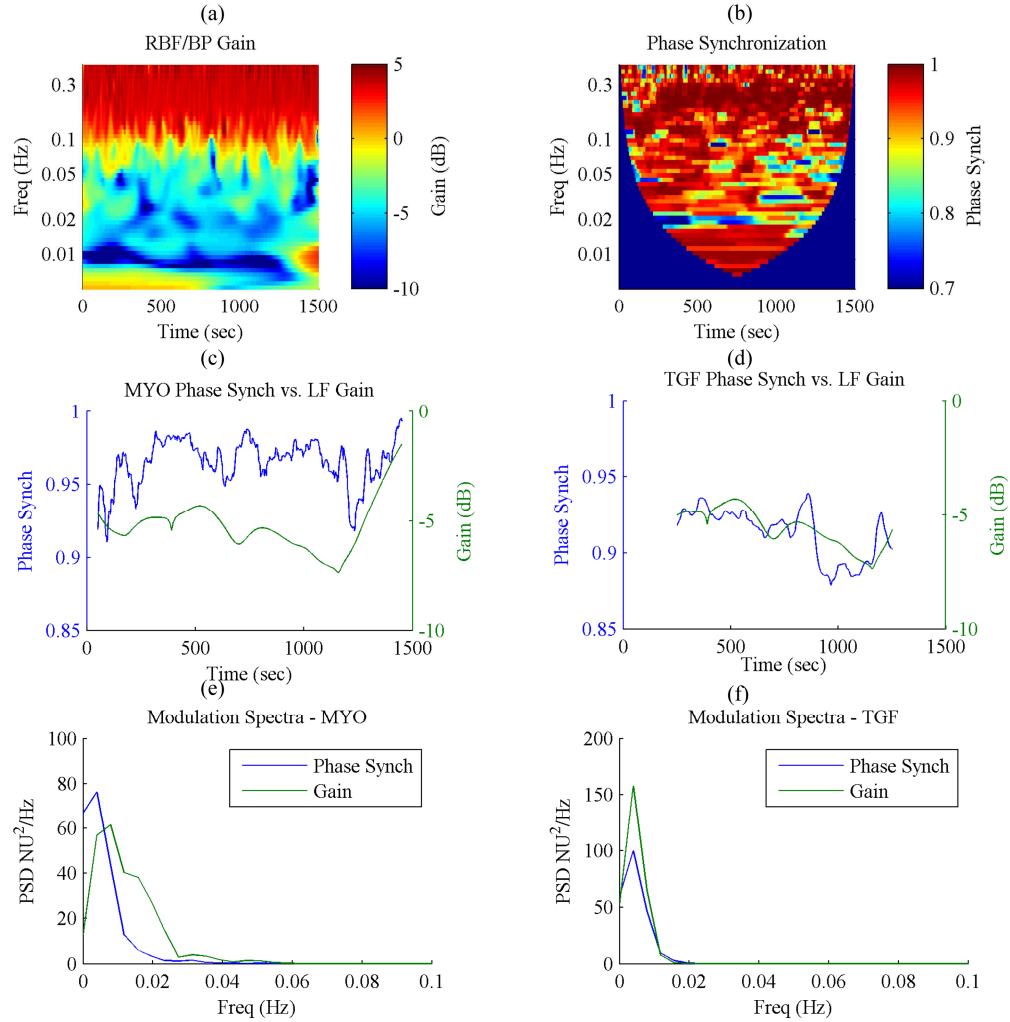 (a)
RBF/BP Gain
Freq (Hz)
0.3
0.1
0.05
0.02
0.01
0
500
1000
1500
Time (sec)
5
0
-5
-10
Gain (dB)
(b)
Phase Synchronization
Freq (Hz)
0.3
0.1
0.05
0.02
0.01
0
500
1000
1500
Time (sec)
1
0.9
0.8
0.7
Phase Synch
(c)
MYO Phase Synch vs. LF Gain
Phase Synch
1
0.95
0.9
0.85
0
500
1000
1500
Time (sec)
0
-5
-10
Gain (dB)
(d)
TGF Phase Synch vs. LF Gain
Phase Synch
1
0.95
0.9
0.85
0
500
1000
1500
Time (sec)
0
-5
-10
Gain (dB)
(e)
Modulation Spectra - MYO
PSD NU²/Hz
100
80
60
40
20
0
Phase Synch
Gain
0
0.02
0.04
0.06
0.08
0.1
Freq (Hz)
(f)
Modulation Spectra - TGF
PSD NU²/Hz
200
150
100
50
0
Phase Synch
Gain
0
0.02
0.04
0.06
0.08
0.1
Freq (Hz)